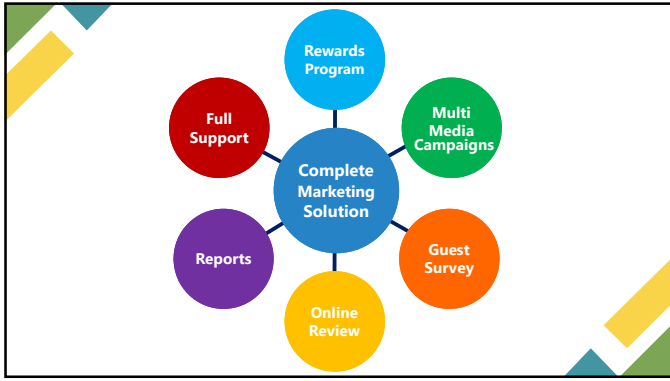 Rewards
Program
Full
Support
Multi
Media
Campaigns
Complete
Marketing
Solution
Reports
Guest
Survey
Online
Review